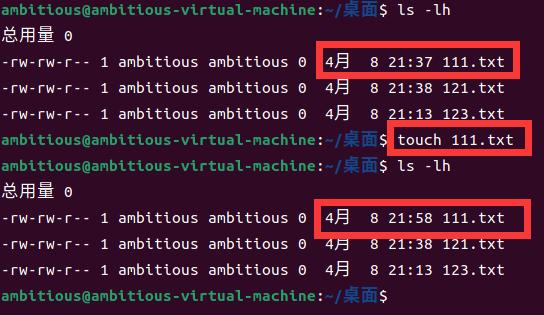 ambitious@ambitious-virtual-machine:~/桌面$ ls -lh
总用量 0
-rw-rw-r-- 1 ambitious ambitious 0 4月  8 21:37 111.txt
-rw-rw-r-- 1 ambitious ambitious 0 4月  8 21:38 121.txt
-rw-rw-r-- 1 ambitious ambitious 0 4月  8 21:13 123.txt
ambitious@ambitious-virtual-machine:~/桌面$ touch 111.txt
ambitious@ambitious-virtual-machine:~/桌面$ ls -lh
总用量 0
-rw-rw-r-- 1 ambitious ambitious 0 4月  8 21:58 111.txt
-rw-rw-r-- 1 ambitious ambitious 0 4月  8 21:38 121.txt
-rw-rw-r-- 1 ambitious ambitious 0 4月  8 21:13 123.txt
ambitious@ambitious-virtual-machine:~/桌面$